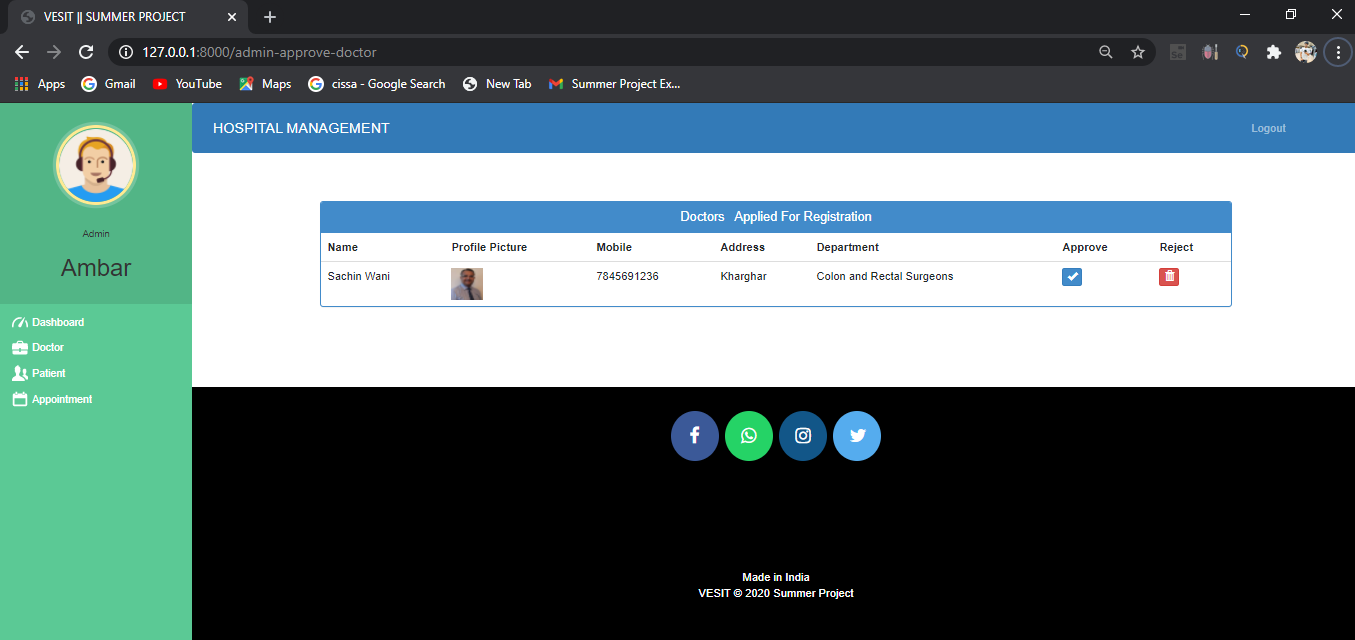 VESIT || SUMMER PROJECT
127.0.0.1:8000/admin-approve-doctor
Apps Gmail YouTube Maps cissa - Google Search New Tab Summer Project Ex...
HOSPITAL MANAGEMENT Logout
Admin
Ambar
Dashboard
Doctor
Patient
Appointment
Doctors Applied For Registration
Name Profile Picture Mobile Address Department Approve Reject
Sachin Wani 7845691236 Kharghar Colon and Rectal Surgeons
Made in India
VESIT © 2020 Summer Project